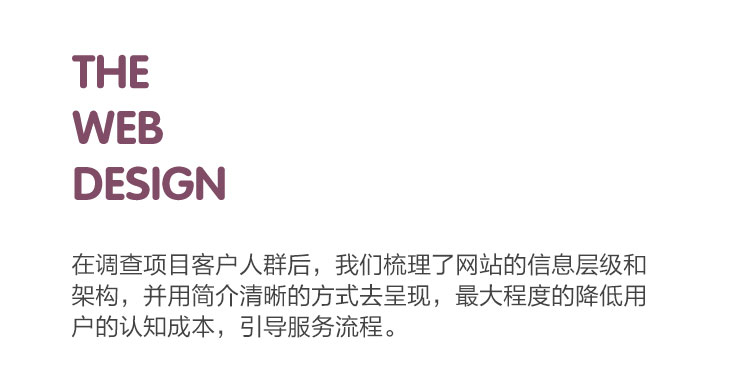 THE
WEB
DESIGN
在调查项目客户人群后，我们梳理了网站的信息层级和
架构，并用简介清晰的方式去呈现，最大程度的降低用
户的认知成本，引导服务流程。